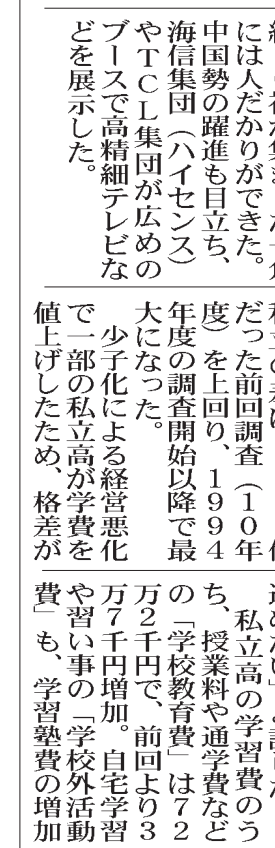 には人だかりができた。
中国勢の躍進も目立ち、
海信集団（ハイセンス）
やＴＣＬ集団が広めの
ブースで高精細テレビな
どを展示した。
だった前回調査（１０年
度）を上回り、１９９４
年度の調査開始以降で最
大になった。
　少子化による経営悪化
で一部の私立高が学費を
値上げしたため、格差が
　私立高の学習費のう
ち、授業料や通学費など
の「学校教育費」は７２
万２千円で、前回より３
万７千円増加。自宅学習
や習い事の「学校外活動
費」も、学習塾費の増加